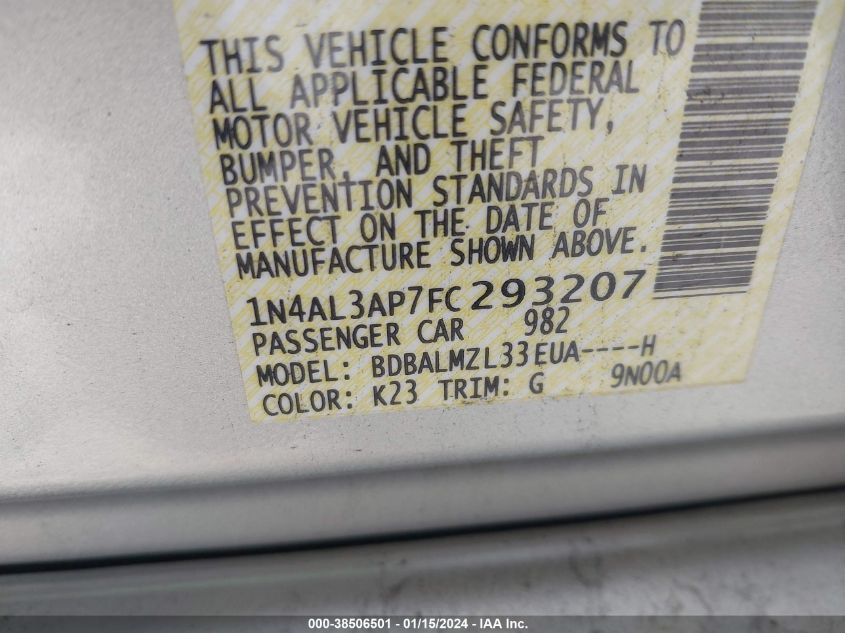 THIS VEHICLE CONFORMS TO
ALL APPLICABLE FEDERAL
MOTOR VEHICLE SAFETY,
BUMPER, AND THEFT
PREVENTION STANDARDS IN
EFFECT ON THE DATE OF
MANUFACTURE SHOWN ABOVE.
1N4AL3AP7FC293207
PASSENGER CAR 982
MODEL: BDBALMZL33EUA----H
COLOR: K23 TRIM: G 9N00A
000-38506501 - 01/15/2024 - IAA Inc.